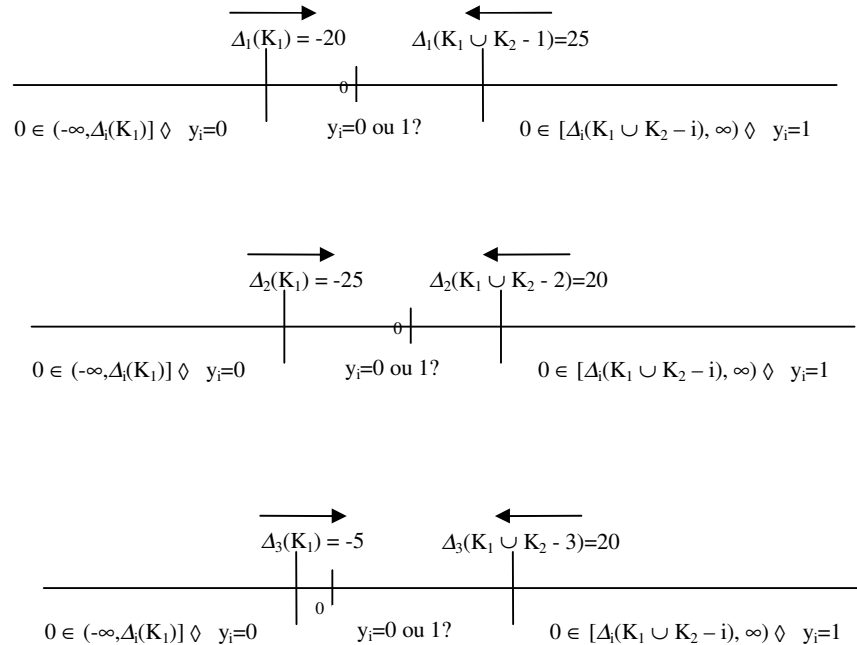 Δ₁(K₁) = -20 Δ₁(K₁ ∪ K₂ - 1)=25
0
0 ∈ (-∞,Δᵢ(K₁)] ◊ yᵢ=0 yᵢ=0 ou 1? 0 ∈ [Δᵢ(K₁ ∪ K₂ – i), ∞) ◊ yᵢ=1
Δ₂(K₁) = -25 Δ₂(K₁ ∪ K₂ - 2)=20
0
0 ∈ (-∞,Δᵢ(K₁)] ◊ yᵢ=0 yᵢ=0 ou 1? 0 ∈ [Δᵢ(K₁ ∪ K₂ – i), ∞) ◊ yᵢ=1
Δ₃(K₁) = -5 Δ₃(K₁ ∪ K₂ - 3)=20
0
0 ∈ (-∞,Δᵢ(K₁)] ◊ yᵢ=0 yᵢ=0 ou 1? 0 ∈ [Δᵢ(K₁ ∪ K₂ – i), ∞) ◊ yᵢ=1